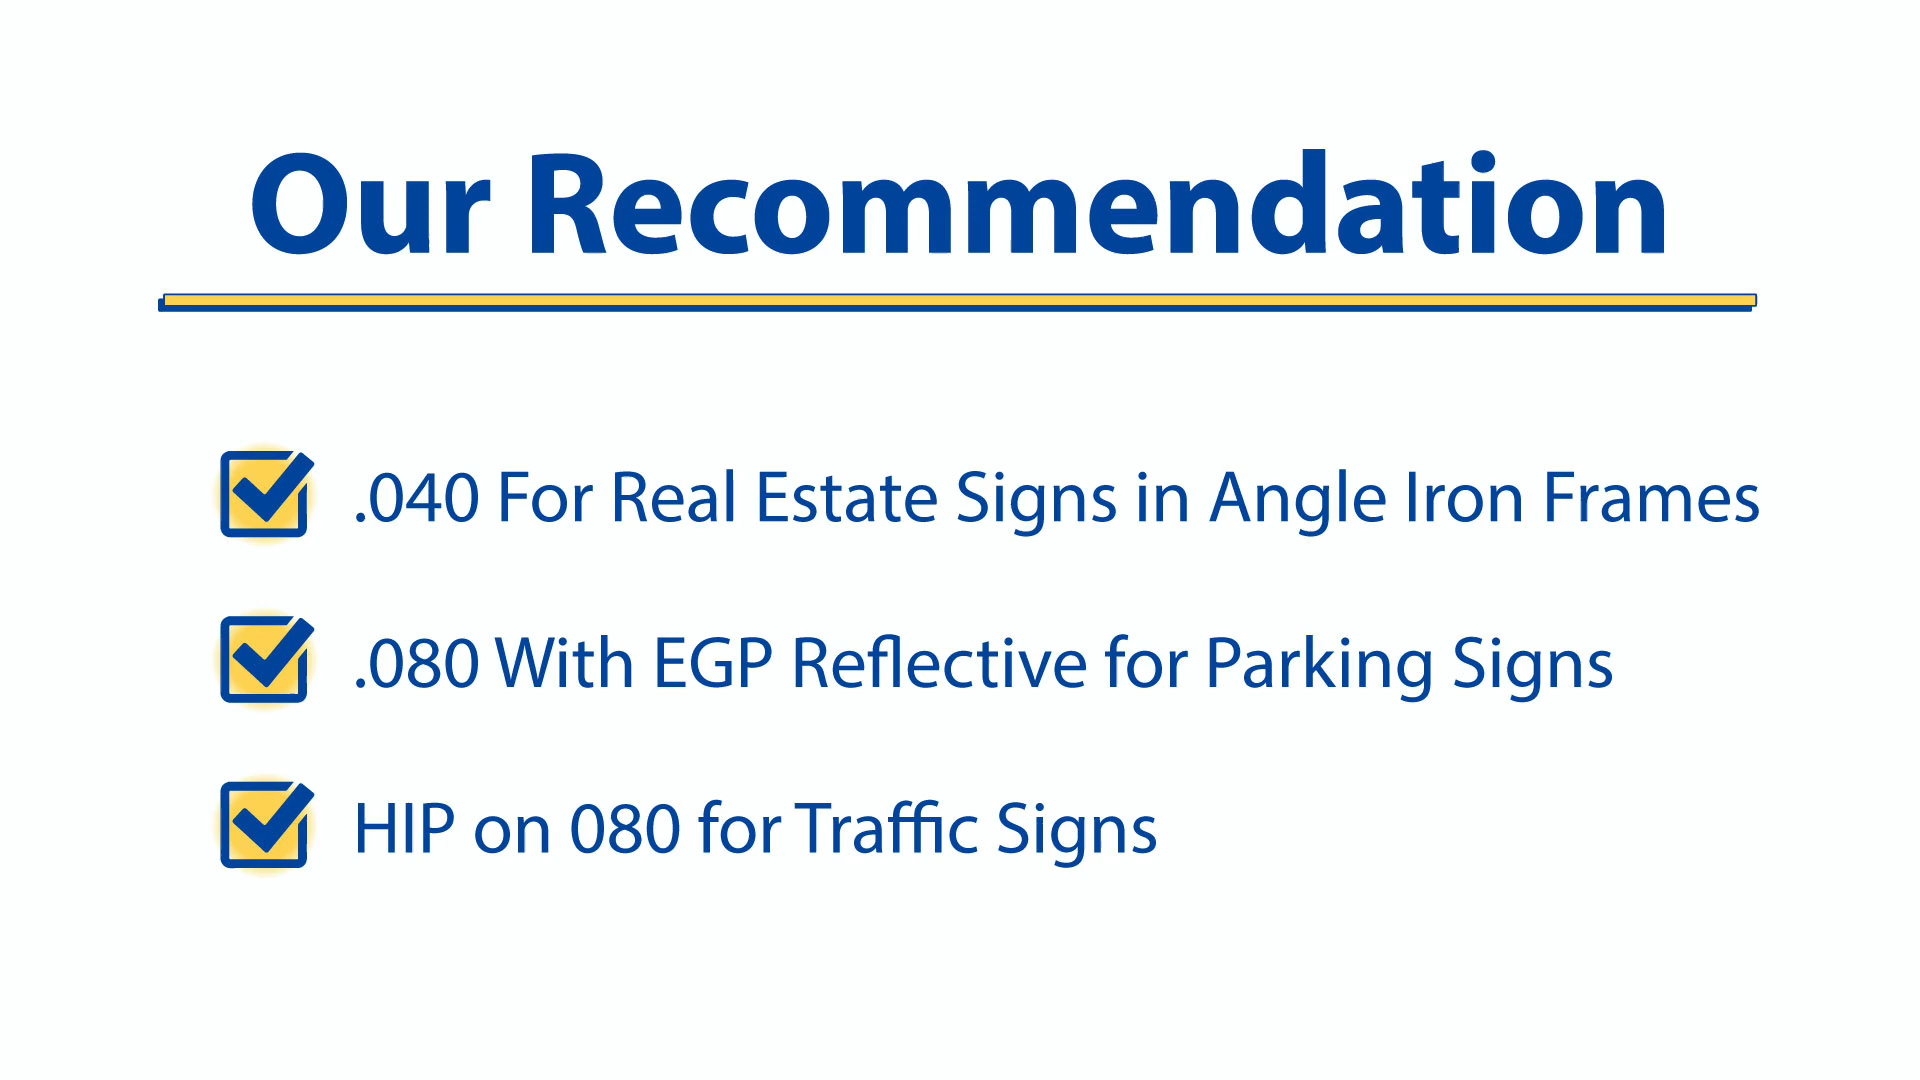 Our Recommendation
.040 For Real Estate Signs in Angle Iron Frames
.080 With EGP Reflective for Parking Signs
HIP on 080 for Traffic Signs